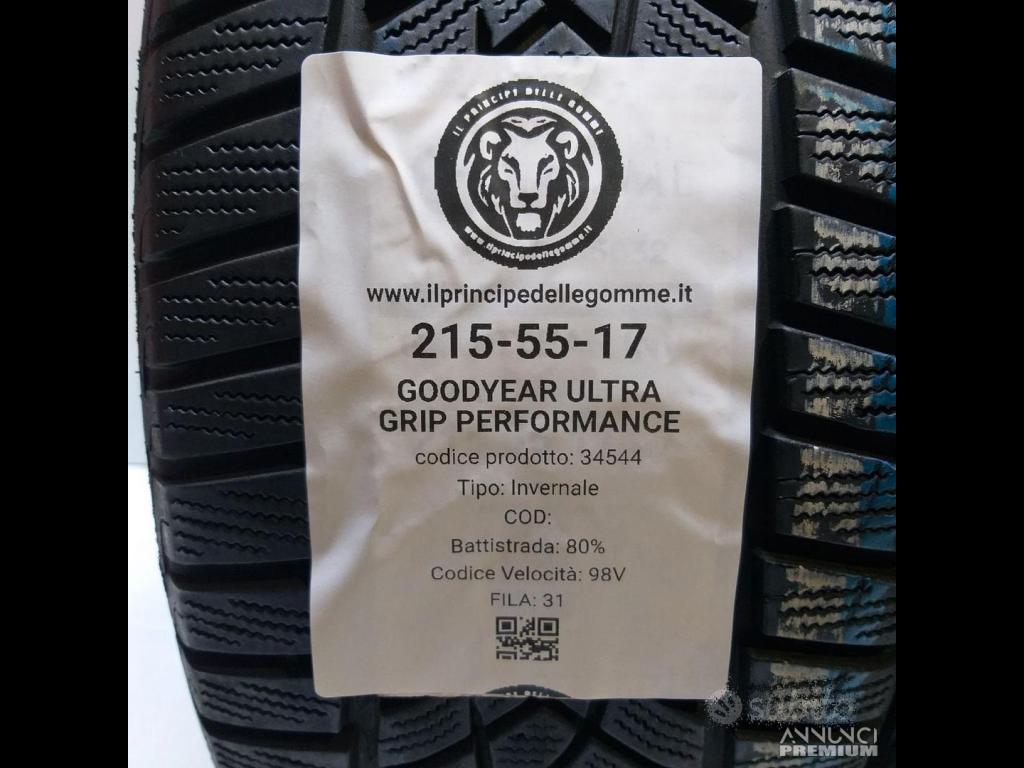 IL PRINCIPE DELLE GOMME
www.ilprincipedellegomme.it
www.ilprincipedellegomme.it
215-55-17
GOODYEAR ULTRA
GRIP PERFORMANCE
codice prodotto: 34544
Tipo: Invernale
COD:
Battistrada: 80%
Codice Velocità: 98V
FILA: 31
subito
ANNUNCI
PREMIUM